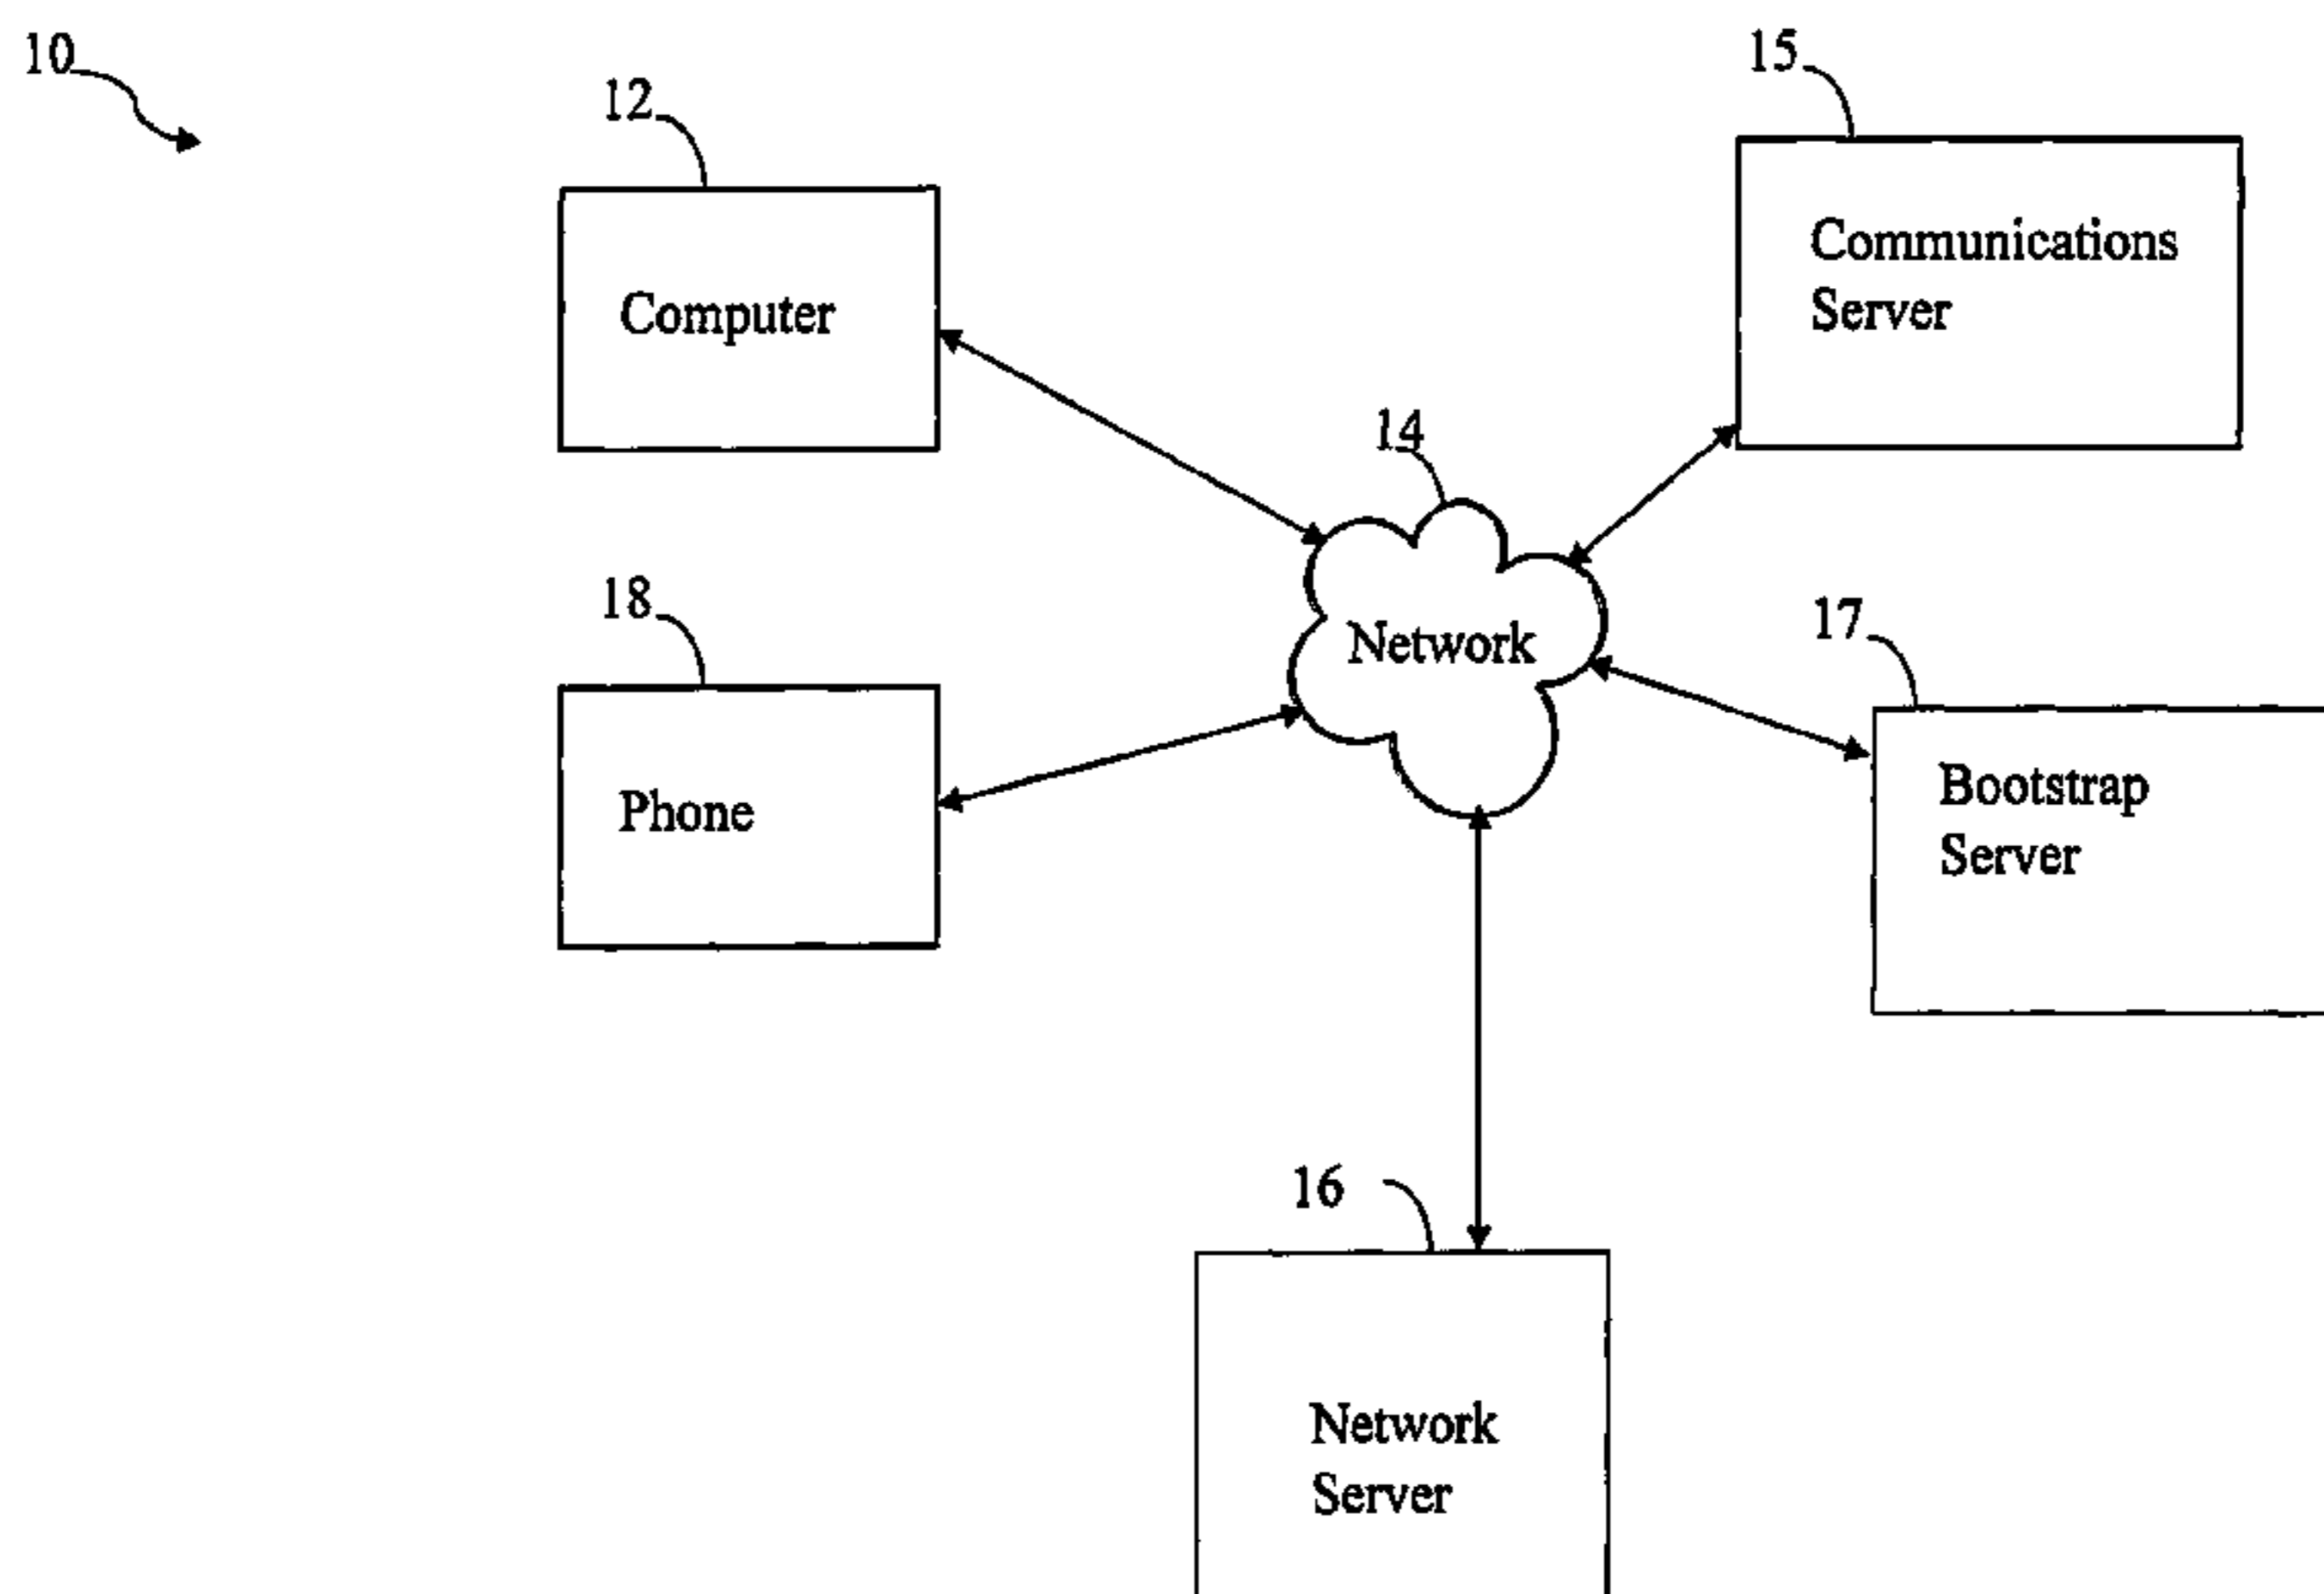 10
12
Computer
15
Communications
Server
14
Network
18
Phone
17
Bootstrap
Server
16
Network
Server